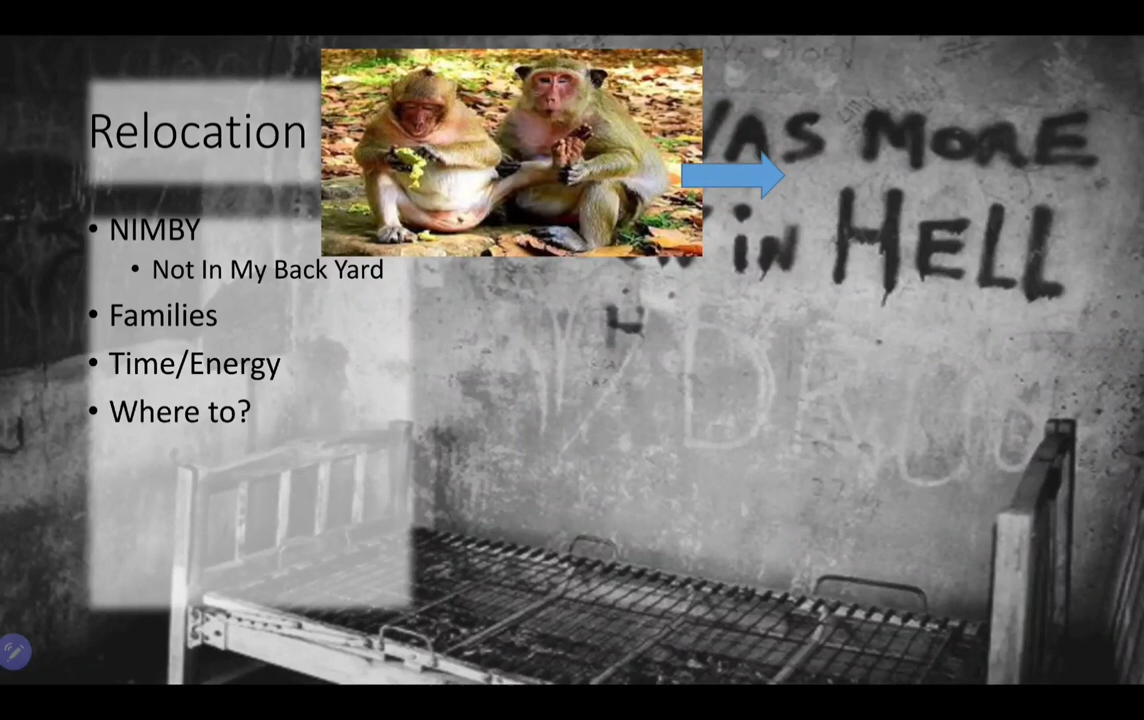 Relocation
• NIMBY
• Not In My Back Yard
• Families
• Time/Energy
• Where to?
AS MORE
in HELL